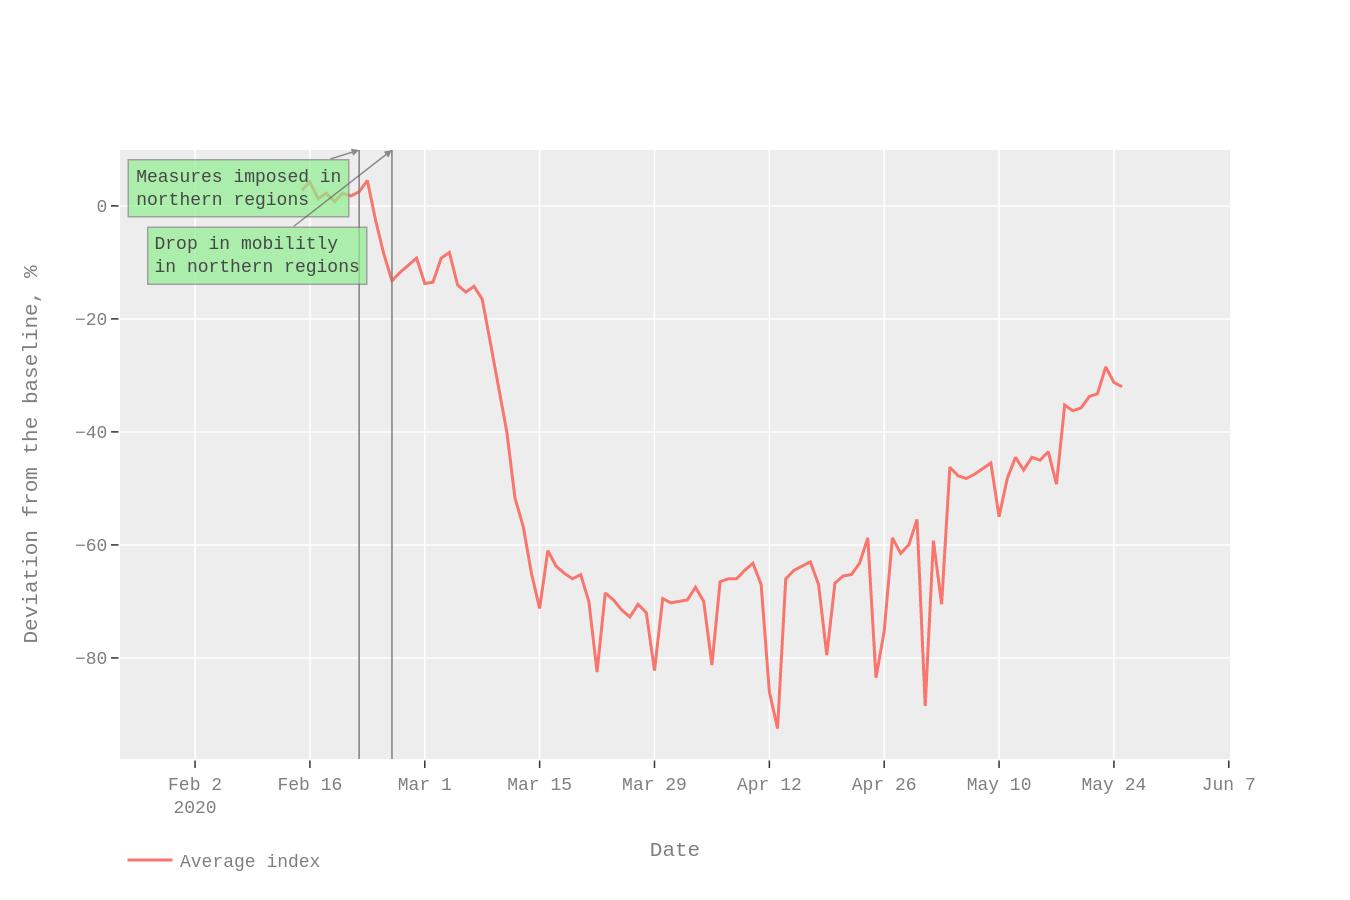 Measures imposed in
northern regions
Drop in mobilitly
in northern regions
0
−20
−40
−60
−80
Deviation from the baseline, %
Feb 2
2020
Feb 16
Mar 1
Mar 15
Mar 29
Apr 12
Apr 26
May 10
May 24
Jun 7
Date
Average index